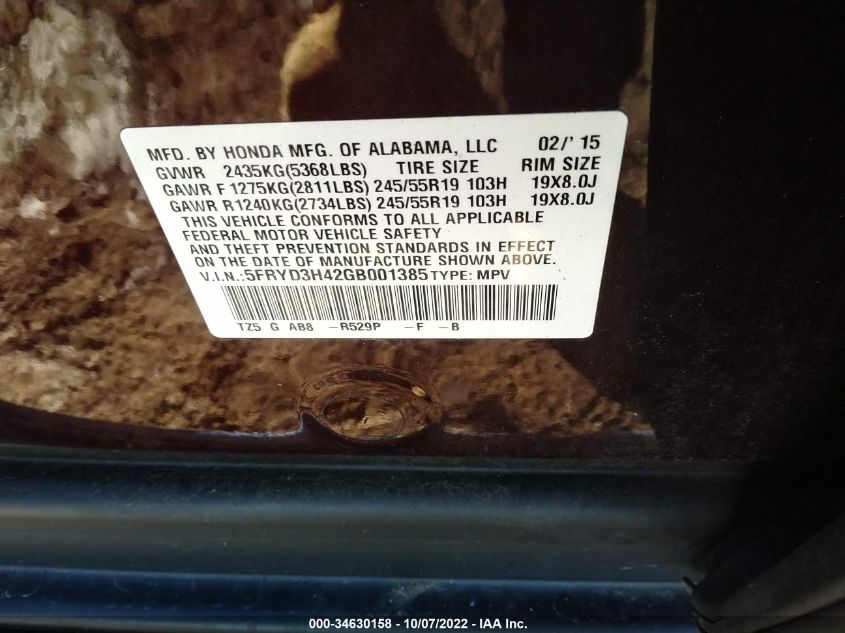 MFD. BY HONDA MFG. OF ALABAMA, LLC 02/' 15
GVWR 2435KG(5368LBS) TIRE SIZE RIM SIZE
GAWR F 1275KG(2811LBS) 245/55R19 103H 19X8.0J
GAWR R1240KG(2734LBS) 245/55R19 103H 19X8.0J
THIS VEHICLE CONFORMS TO ALL APPLICABLE
FEDERAL MOTOR VEHICLE SAFETY
AND THEFT PREVENTION STANDARDS IN EFFECT
ON THE DATE OF MANUFACTURE SHOWN ABOVE.
V.I.N.:5FRYD3H42GB001385 TYPE: MPV
TZ5 G AB8 -R529P -F -B
000-34630158 - 10/07/2022 - IAA Inc.